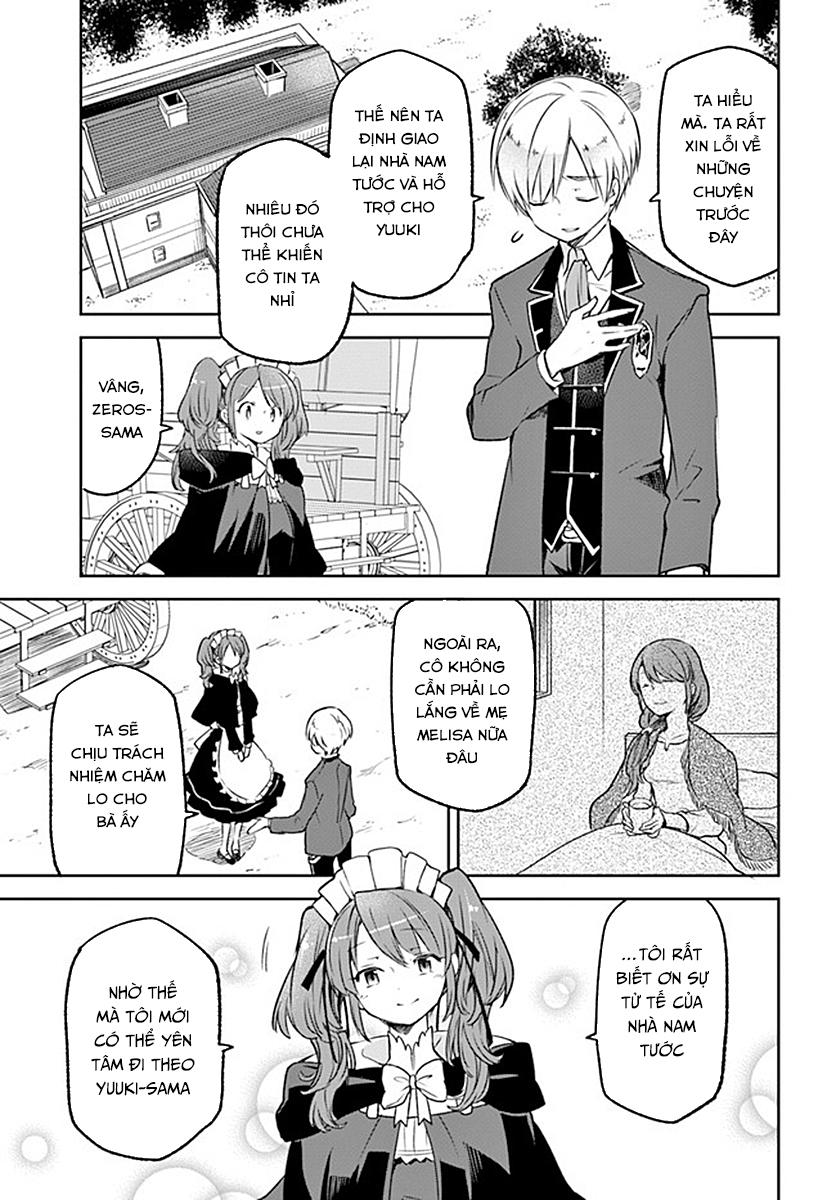 TA HIỂU
MÀ. TA RẤT
XIN LỖI VỀ
NHỮNG
CHUYỆN
TRƯỚC
ĐÂY
THẾ NÊN TA
ĐỊNH GIAO
LẠI NHÀ NAM
TƯỚC VÀ HỖ
TRỢ CHO
YUUKI
NHIÊU ĐÓ
THÔI CHƯA
THỂ KHIẾN
CÔ TIN TA
NHỈ
VÂNG,
ZEROS-
SAMA
NGOÀI RA,
CÔ KHÔNG
CẦN PHẢI LO
LẮNG VỀ MẸ
MELISA NỮA
ĐÂU
TA SẼ
CHỊU TRÁCH
NHIỆM CHĂM
LO CHO
BÀ ẤY
...TÔI RẤT
BIẾT ƠN SỰ
TỬ TẾ CỦA
NHÀ NAM
TƯỚC
NHỜ THẾ
MÀ TÔI MỚI
CÓ THỂ YÊN
TÂM ĐI THEO
YUUKI-SAMA